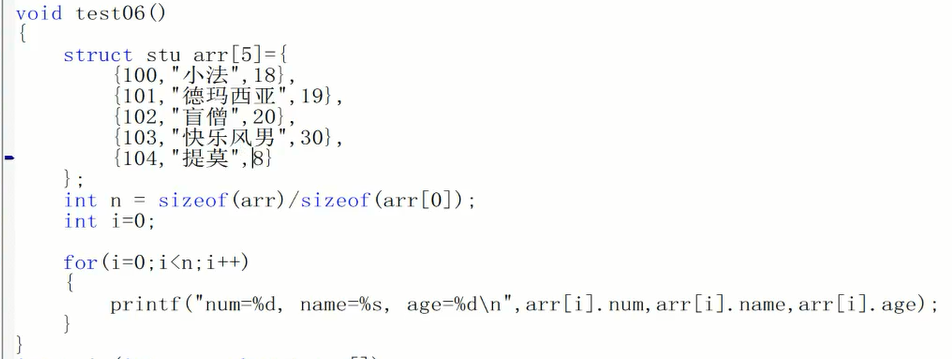 void test06()
{
    struct stu arr[5]={
        {100,"小法",18},
        {101,"德玛西亚",19},
        {102,"盲僧",20},
        {103,"快乐风男",30},
        {104,"提莫",8}
    };
    int n = sizeof(arr)/sizeof(arr[0]);
    int i=0;

    for(i=0;i<n;i++)
    {
        printf("num=%d, name=%s, age=%d\n",arr[i].num,arr[i].name,arr[i].age);
    }
}